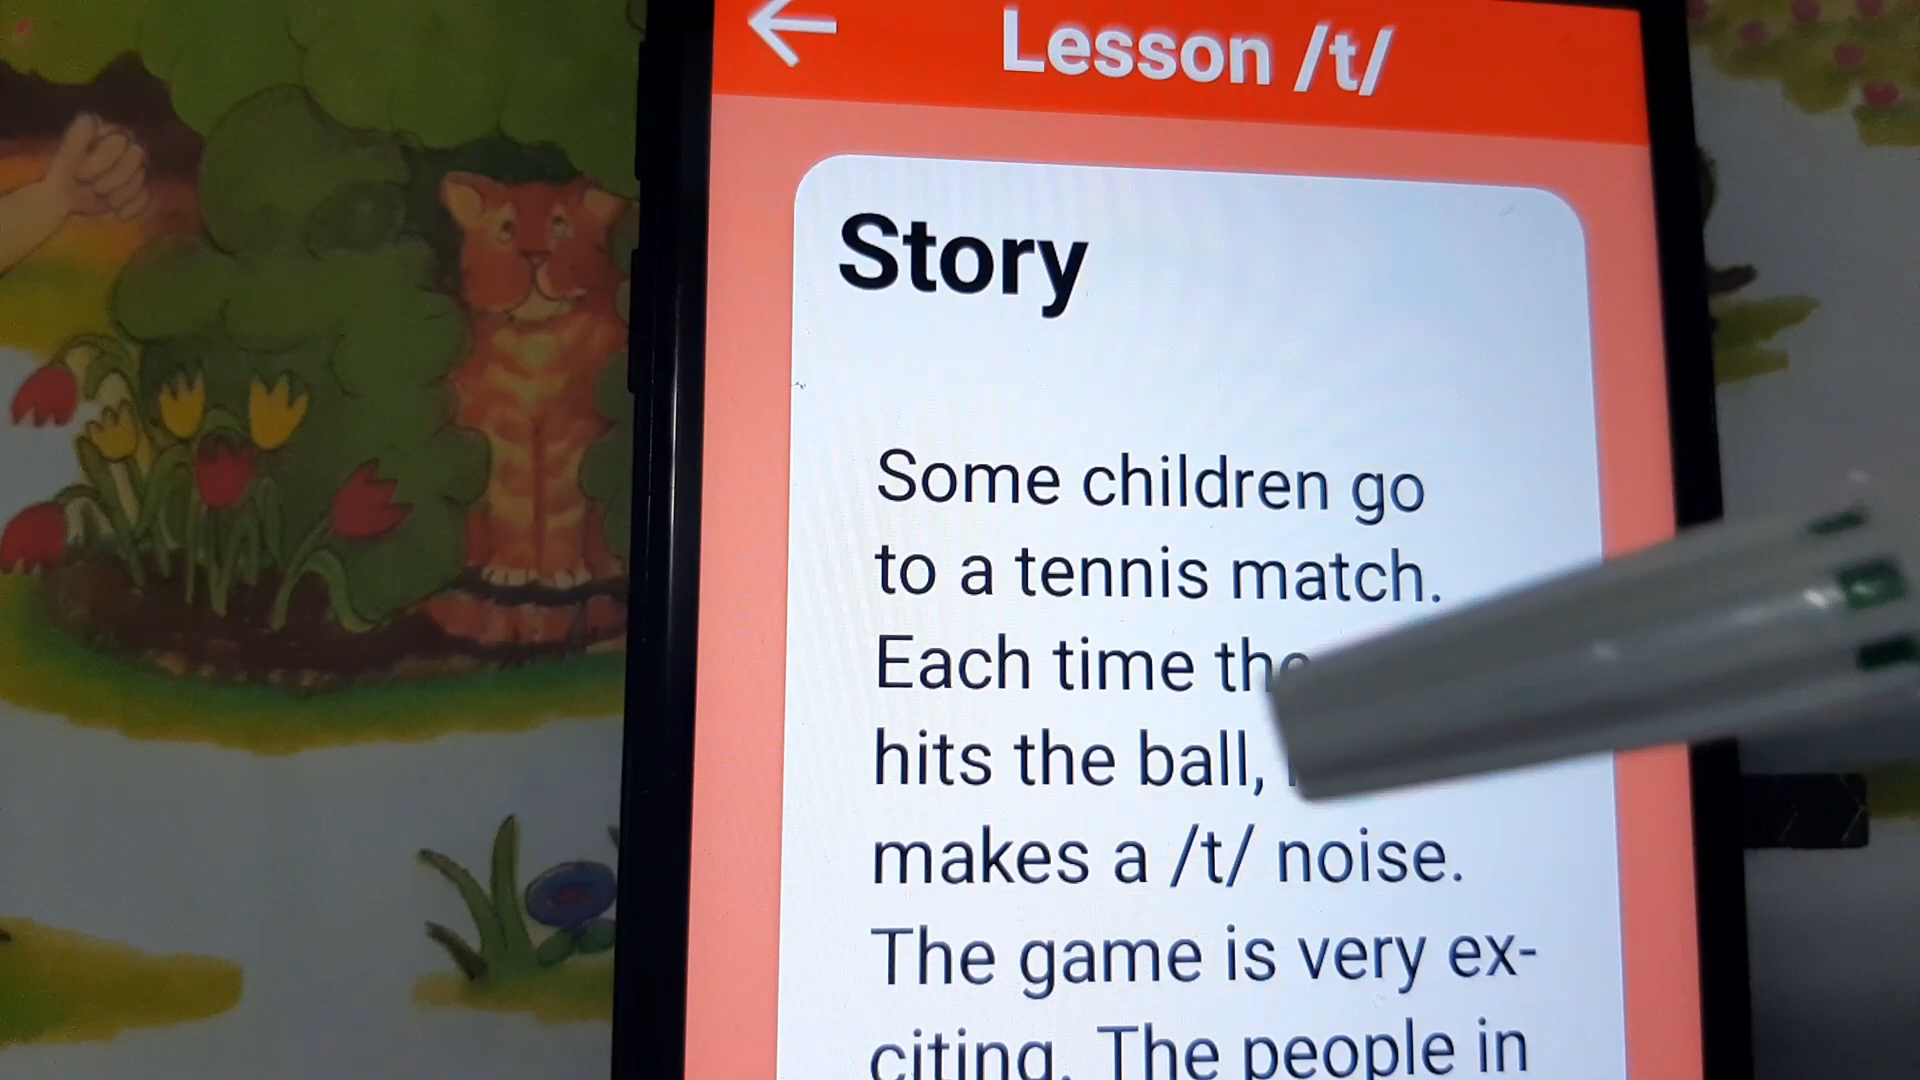 Lesson /t/
Story
Some children go
to a tennis match.
Each time the
hits the ball,
makes a /t/ noise.
The game is very ex-
citing. The people in